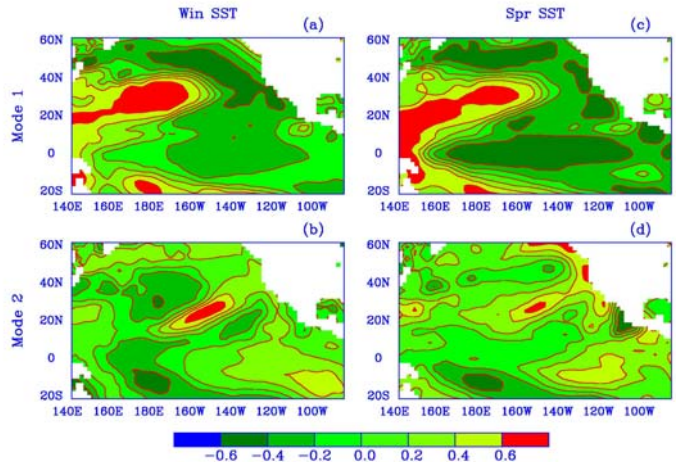 Win SST
Spr SST
(a)
(c)
60N
40N
20N
0
20S
Mode 1
60N
40N
20N
0
20S
140E 160E 180E 160W 140W 120W 100W
140E 160E 180E 160W 140W 120W 100W
(b)
(d)
60N
40N
20N
0
20S
Mode 2
60N
40N
20N
0
20S
140E 160E 180E 160W 140W 120W 100W
140E 160E 180E 160W 140W 120W 100W
−0.6 −0.4 −0.2 0.0 0.2 0.4 0.6